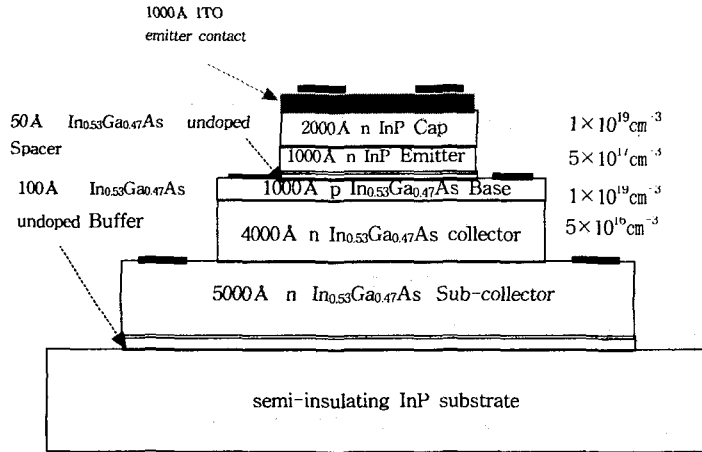 1000Å ITO
emitter contact
50Å In0.53Ga0.47As undoped
Spacer
100Å In0.53Ga0.47As
undoped Buffer
2000Å n InP Cap
1×10¹⁹cm⁻³
1000Å n InP Emitter
5×10¹⁷cm⁻³
1000Å p In0.53Ga0.47As Base
1×10¹⁹cm⁻³
4000Å n In0.53Ga0.47As collector
5×10¹⁶cm⁻³
5000Å n In0.53Ga0.47As Sub-collector
semi-insulating InP substrate